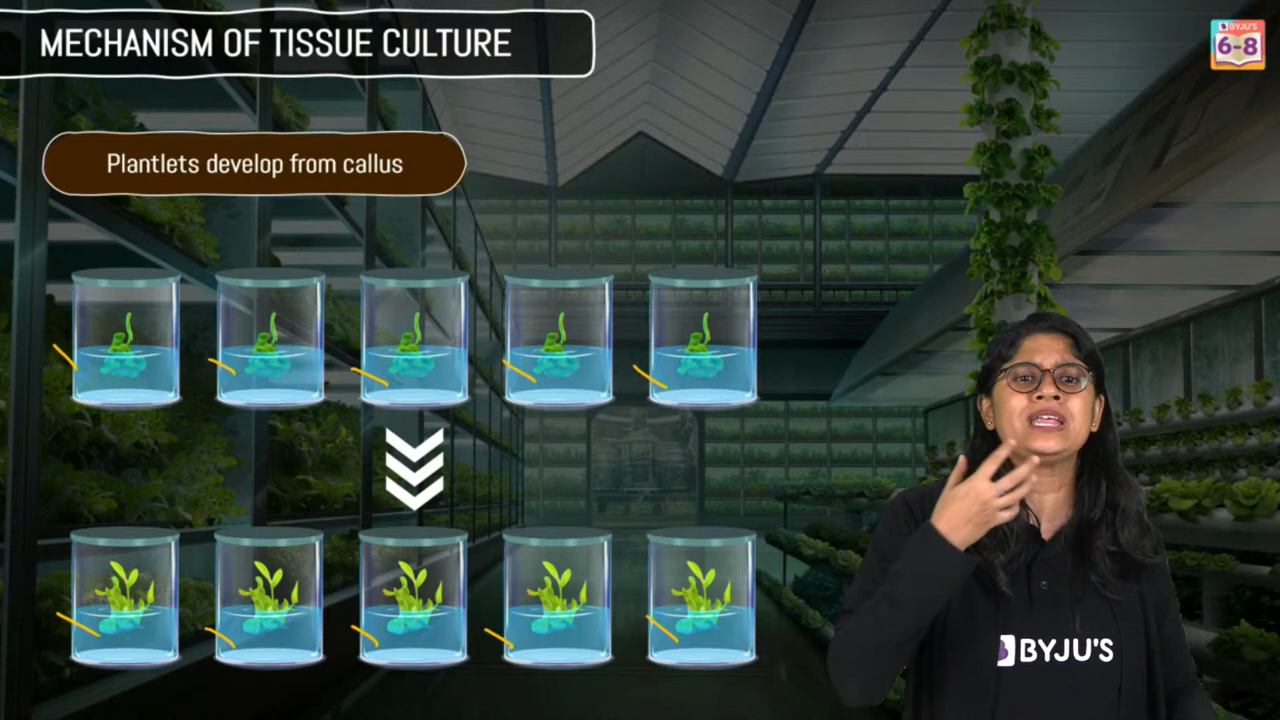 MECHANISM OF TISSUE CULTURE
BYJU'S
6-8
Plantlets develop from callus
BYJU'S